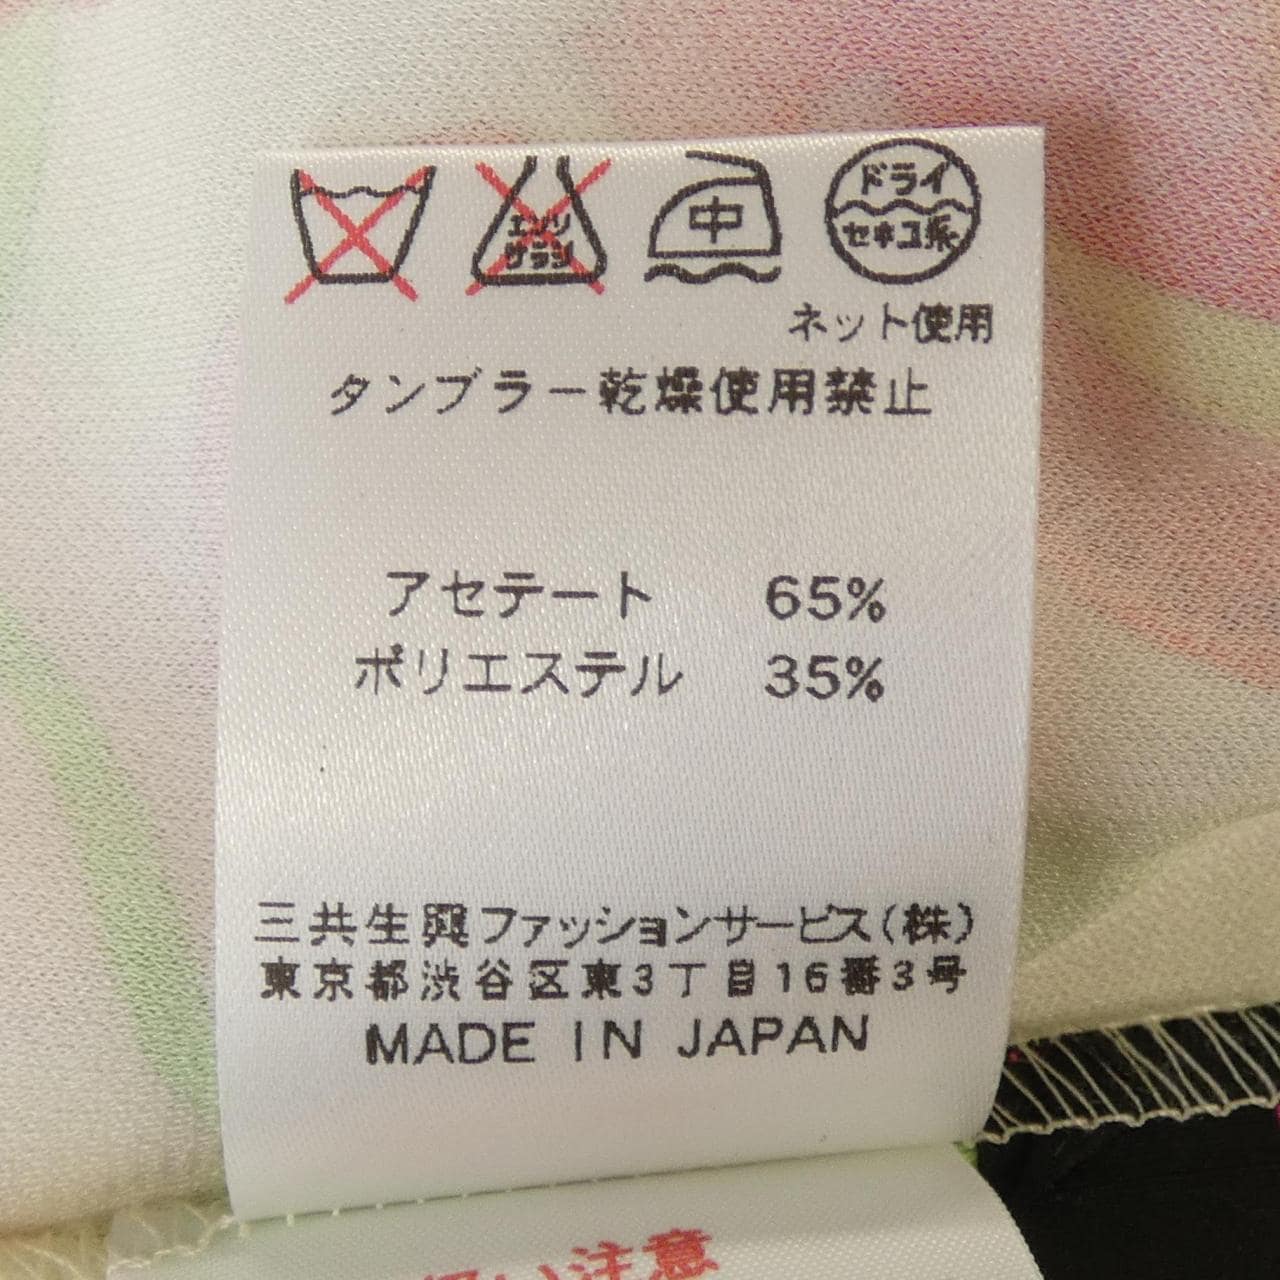 エンソ
サラシ
中
ドライ
セキユ系
ネット使用
タンブラー乾燥使用禁止
アセテート 65%
ポリエステル 35%
三共生興ファッションサービス(株)
東京都渋谷区東3丁目16番3号
MADE IN JAPAN
い注意